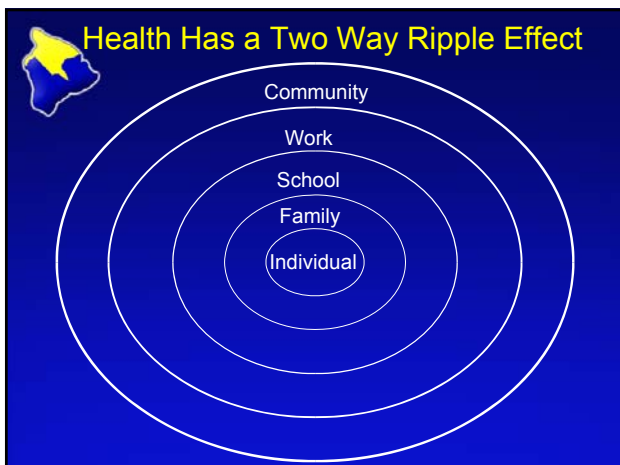 Health Has a Two Way Ripple Effect
Community
Work
School
Family
Individual